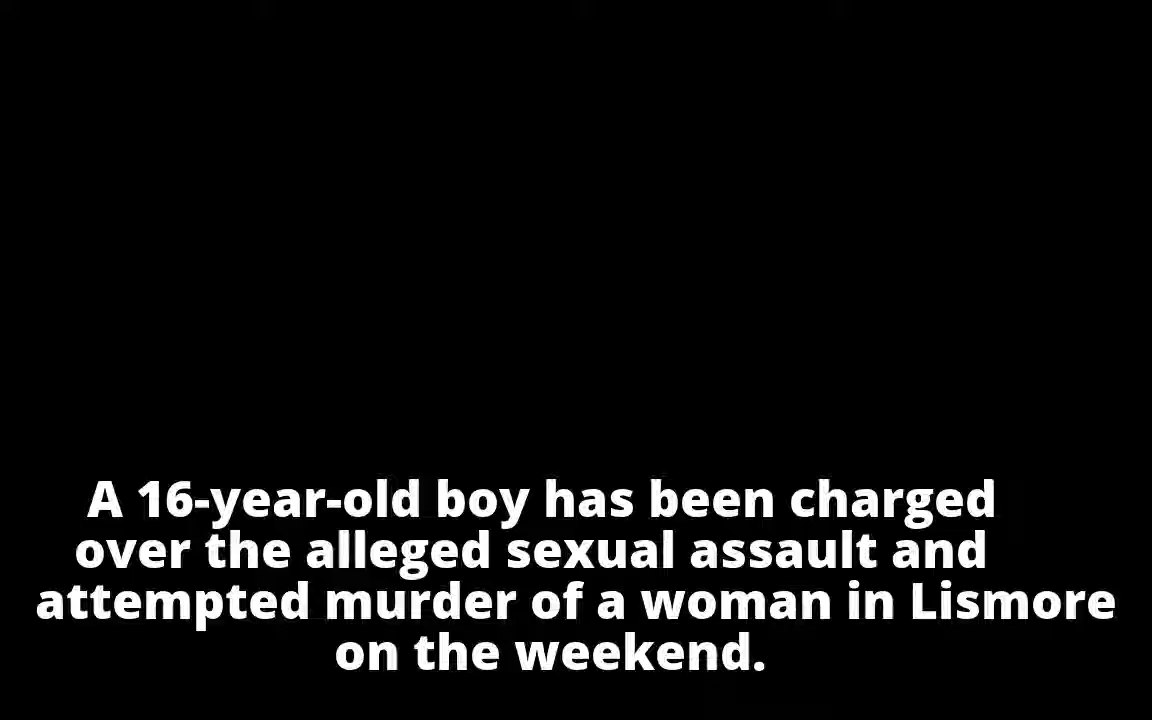 A 16-year-old boy has been charged
over the alleged sexual assault and
attempted murder of a woman in Lismore
on the weekend.